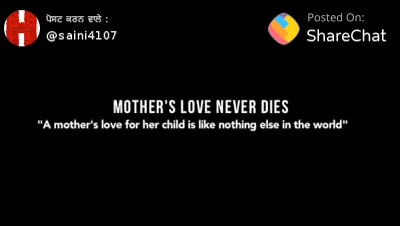 ਪੋਸਟ ਕਰਨ ਵਾਲੇ :
@saini4107
Posted On:
ShareChat
MOTHER'S LOVE NEVER DIES
"A mother's love for her child is like nothing else in the world"